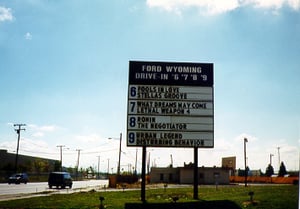 FORD WYOMING
DRIVE-IN '6'7'8'9
6 FOOLS IN LOVE
STELLAS GROOVE
7 WHAT DREAMS MAY COME
LETHAL WEAPON 4
8 RONIN
THE NEGOTIATOR
9 URBAN LEGEND
DISTURBING BEHAVIOR